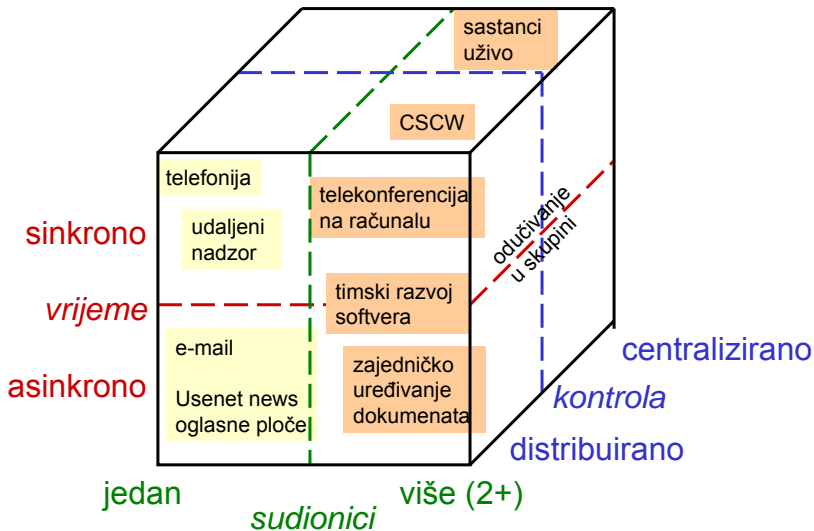 sastanci
uživo
CSCW
telefonija
telekonferencija
na računalu
udaljeni
nadzor
sinkrono
odučivanje
u skupini
vrijeme
timski razvoj
softvera
e-mail
asinkrono
Usenet news
oglasne ploče
zajedničko
uređivanje
dokumenata
centralizirano
kontrola
distribuirano
jedan
više (2+)
sudionici